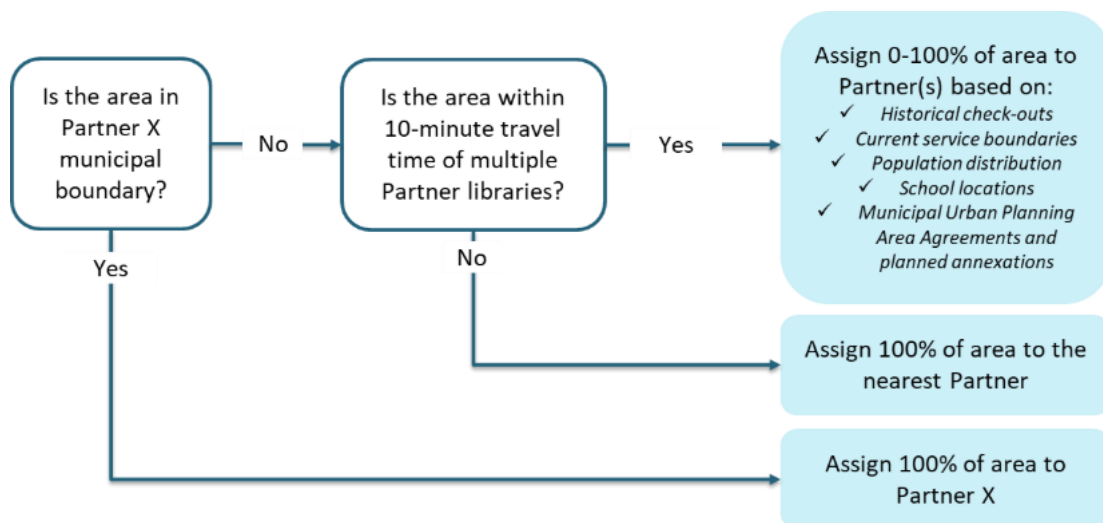 Is the area in
Partner X
municipal
boundary?
No
Yes
Is the area within
10-minute travel
time of multiple
Partner libraries?
Yes
No
Assign 0-100% of area to
Partner(s) based on:
✓ Historical check-outs
✓ Current service boundaries
✓ Population distribution
✓ School locations
✓ Municipal Urban Planning
Area Agreements and
planned annexations
Assign 100% of area to the
nearest Partner
Assign 100% of area to
Partner X